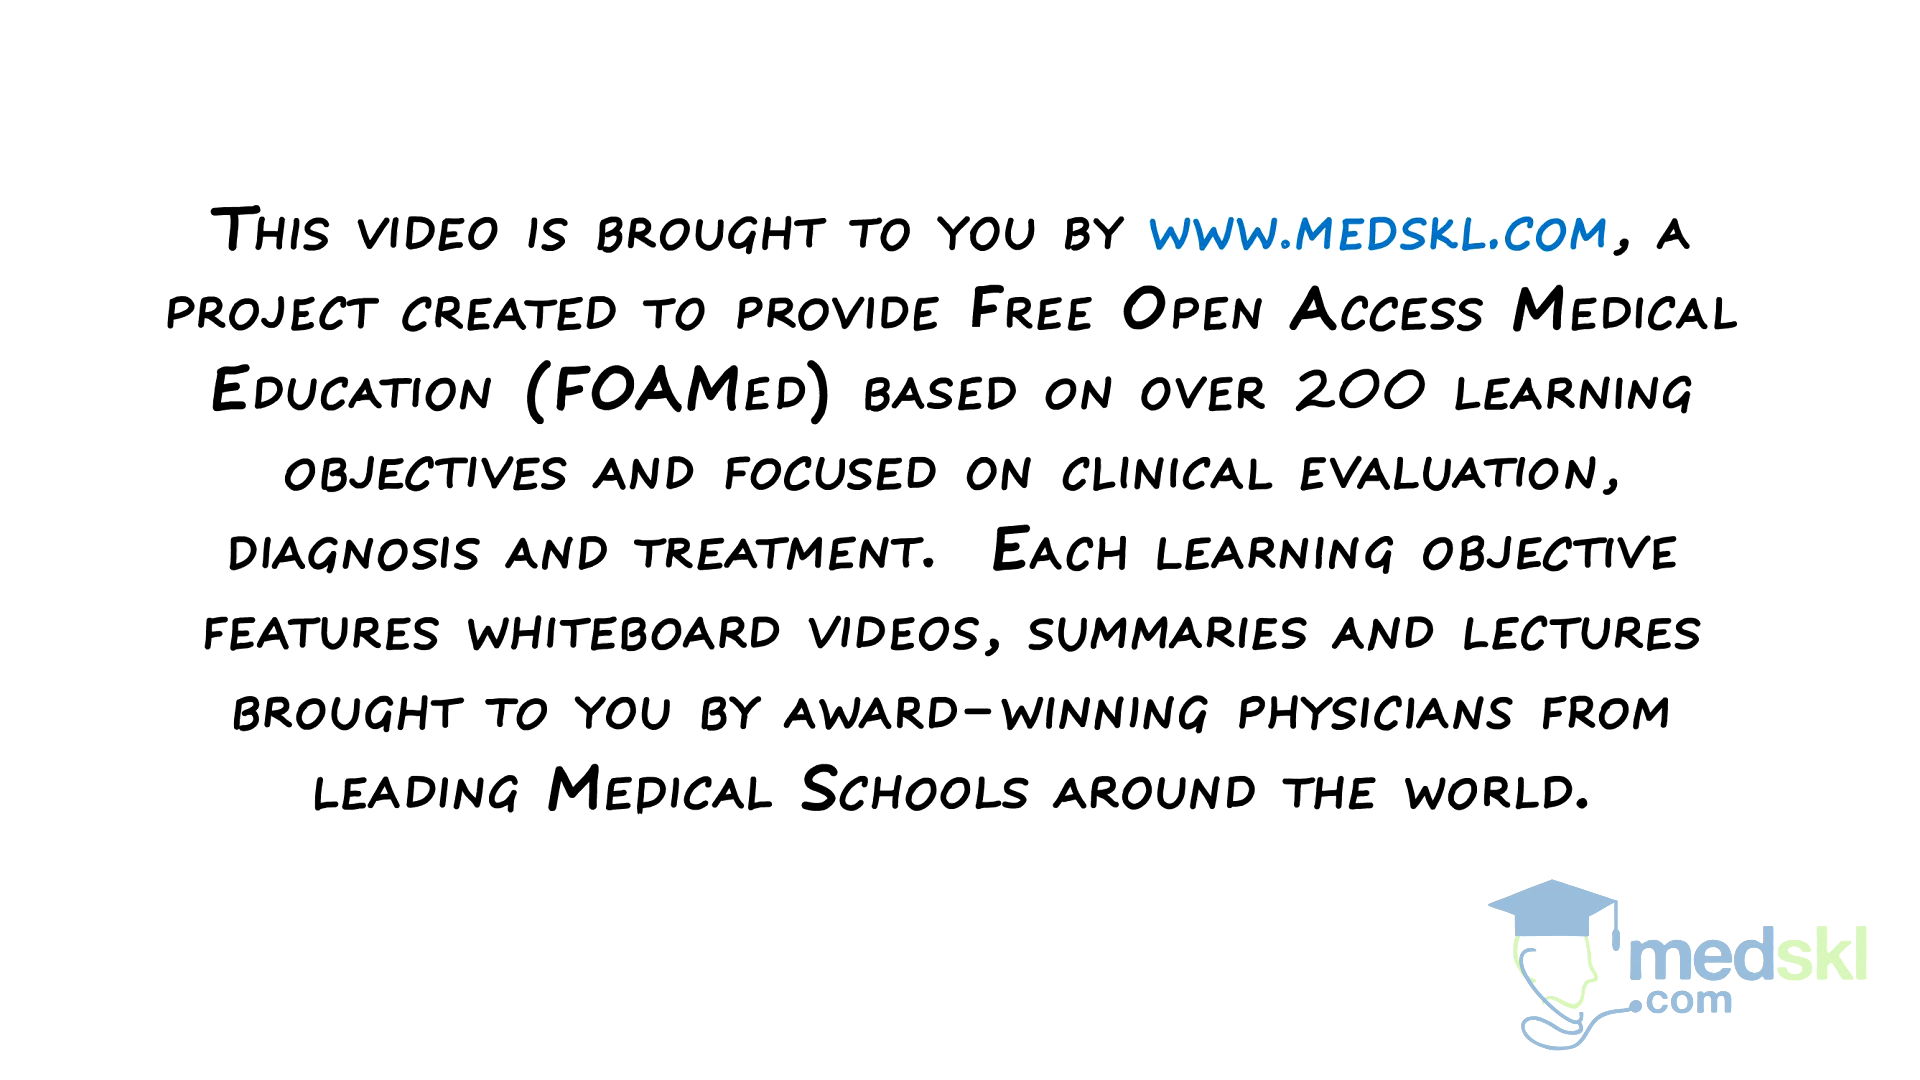 This video is brought to you by www.medskl.com, a
project created to provide Free Open Access Medical
Education (FOAMed) based on over 200 learning
objectives and focused on clinical evaluation,
diagnosis and treatment.  Each learning objective
features whiteboard videos, summaries and lectures
brought to you by award-winning physicians from
leading Medical Schools around the world.
medskl
.com